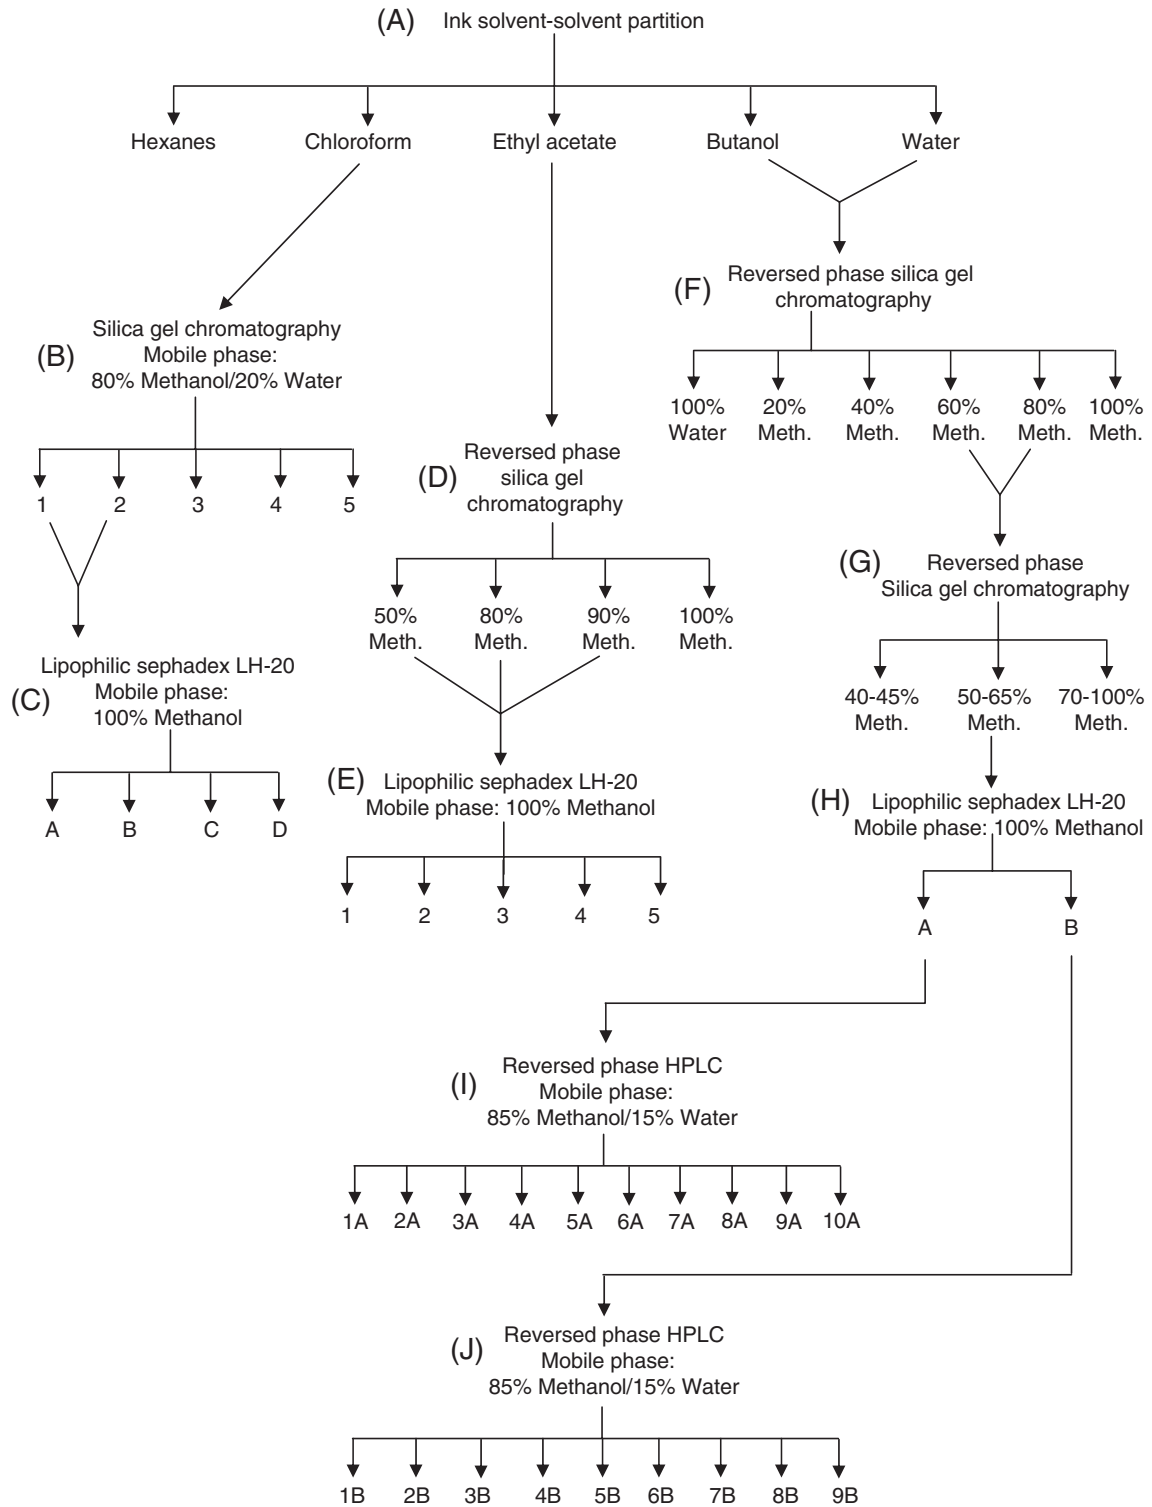 (A) Ink solvent-solvent partition
Hexanes Chloroform Ethyl acetate Butanol Water
(B) Silica gel chromatography
Mobile phase:
80% Methanol/20% Water
1 2 3 4 5
(C) Lipophilic sephadex LH-20
Mobile phase:
100% Methanol
A B C D
(D) Reversed phase
silica gel
chromatography
50% 80% 90% 100%
Meth. Meth. Meth. Meth.
(E) Lipophilic sephadex LH-20
Mobile phase: 100% Methanol
1 2 3 4 5
(F) Reversed phase silica gel
chromatography
100% 20% 40% 60% 80% 100%
Water Meth. Meth. Meth. Meth. Meth.
(G) Reversed phase
Silica gel chromatography
40-45% 50-65% 70-100%
Meth. Meth. Meth.
(H) Lipophilic sephadex LH-20
Mobile phase: 100% Methanol
A B
(I) Reversed phase HPLC
Mobile phase:
85% Methanol/15% Water
1A 2A 3A 4A 5A 6A 7A 8A 9A 10A
(J) Reversed phase HPLC
Mobile phase:
85% Methanol/15% Water
1B 2B 3B 4B 5B 6B 7B 8B 9B